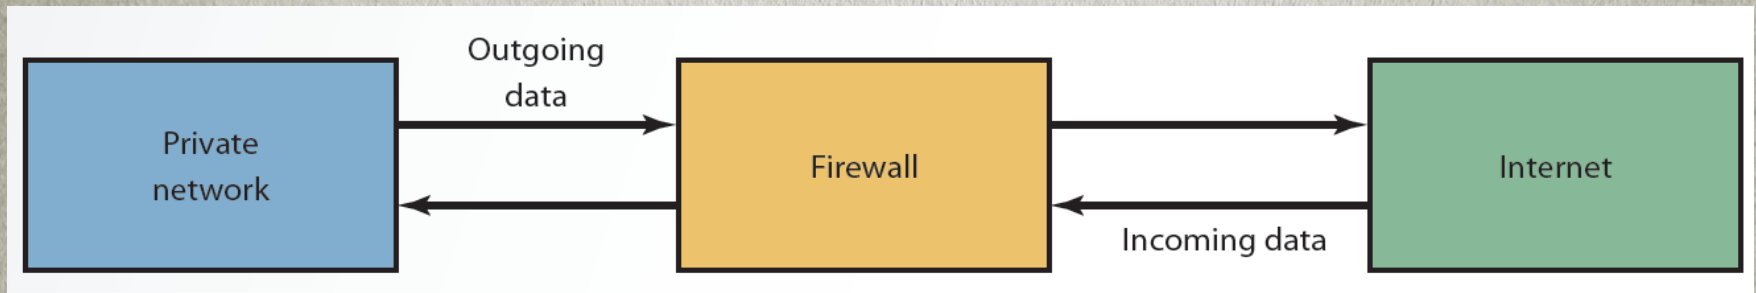 Outgoing
data
Private
network
Firewall
Internet
Incoming data